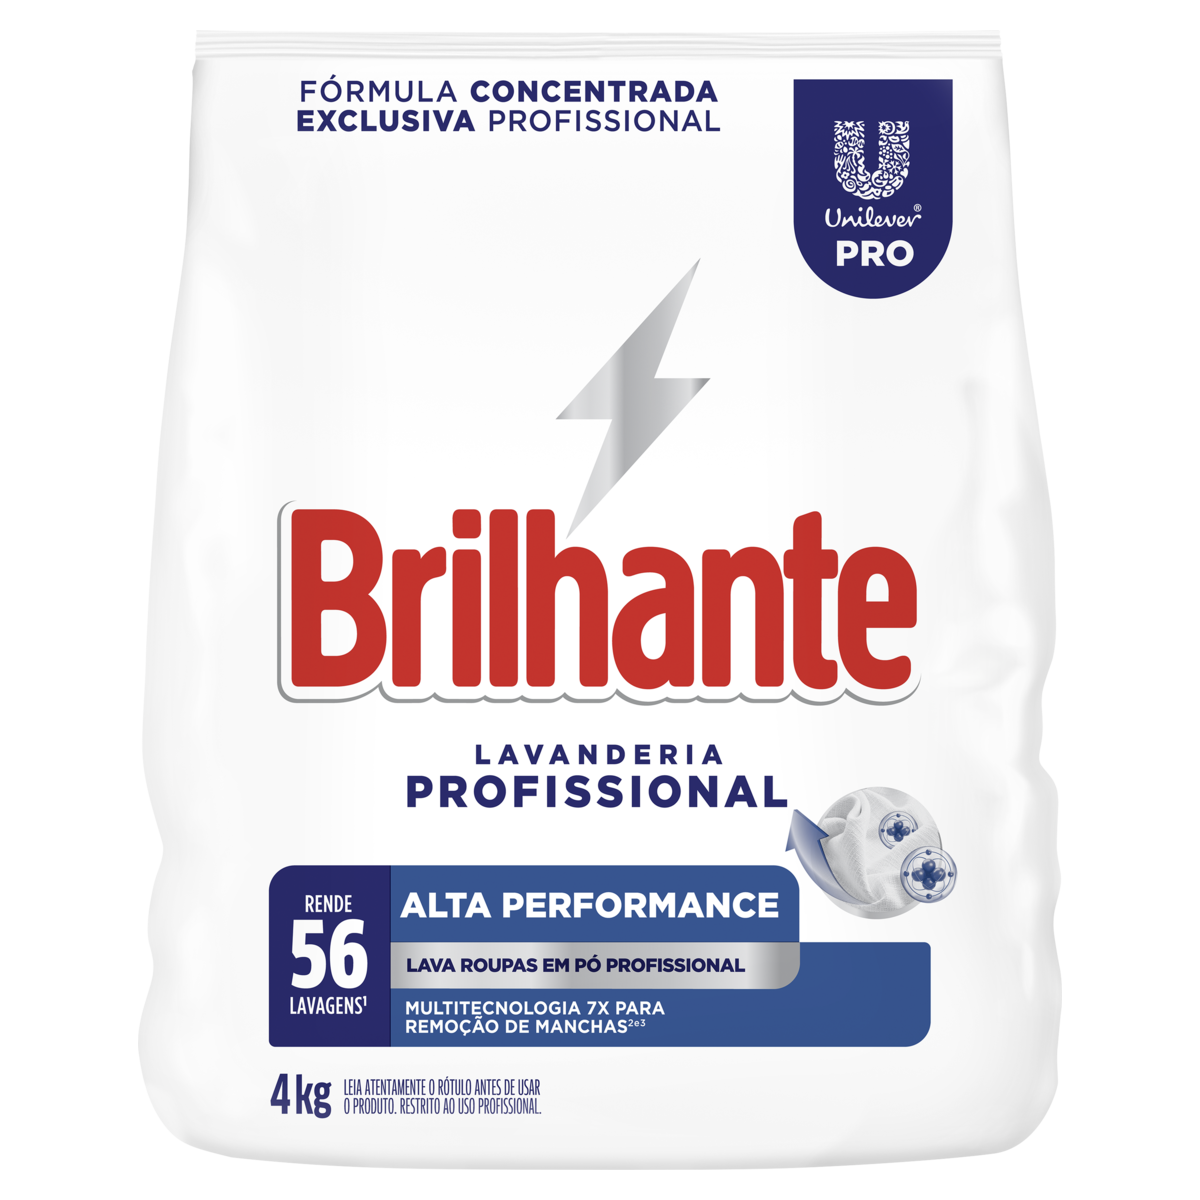 FÓRMULA CONCENTRADA
EXCLUSIVA PROFISSIONAL
Unilever®
PRO
Brilhante
LAVANDERIA
PROFISSIONAL
RENDE
56
LAVAGENS¹
ALTA PERFORMANCE
LAVA ROUPAS EM PÓ PROFISSIONAL
MULTITECNOLOGIA 7X PARA
REMOÇÃO DE MANCHAS²ᵉ³
4kg
LEIA ATENTAMENTE O RÓTULO ANTES DE USAR
O PRODUTO. RESTRITO AO USO PROFISSIONAL.